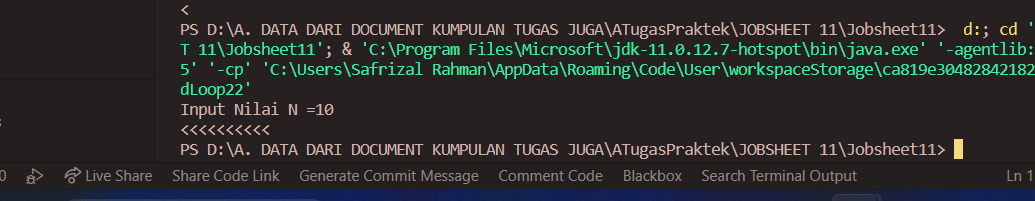 <
PS D:\A. DATA DARI DOCUMENT KUMPULAN TUGAS JUGA\ATugasPraktek\JOBSHEET 11\Jobsheet11>  d:; cd '
T 11\Jobsheet11'; & 'C:\Program Files\Microsoft\jdk-11.0.12.7-hotspot\bin\java.exe' '-agentlib:
5' '-cp' 'C:\Users\Safrizal Rahman\AppData\Roaming\Code\User\workspaceStorage\ca819e30482842182
dLoop22'
Input Nilai N =10
<<<<<<<<<<
PS D:\A. DATA DARI DOCUMENT KUMPULAN TUGAS JUGA\ATugasPraktek\JOBSHEET 11\Jobsheet11>
0 Live Share Share Code Link Generate Commit Message Comment Code Blackbox Search Terminal Output Ln 1